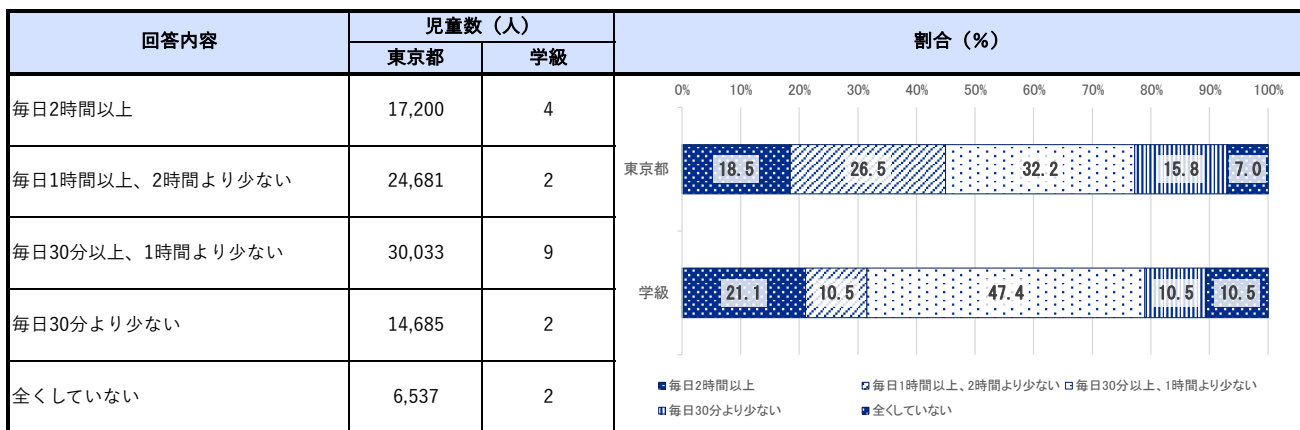 回答内容 児童数（人） 割合（%）
東京都 学級
毎日2時間以上 17,200 4
毎日1時間以上、2時間より少ない 24,681 2
毎日30分以上、1時間より少ない 30,033 9
毎日30分より少ない 14,685 2
全くしていない 6,537 2
0% 10% 20% 30% 40% 50% 60% 70% 80% 90% 100%
東京都 18.5 26.5 32.2 15.8 7.0
学級 21.1 10.5 47.4 10.5 10.5
毎日2時間以上 毎日1時間以上、2時間より少ない 毎日30分以上、1時間より少ない
毎日30分より少ない 全くしていない